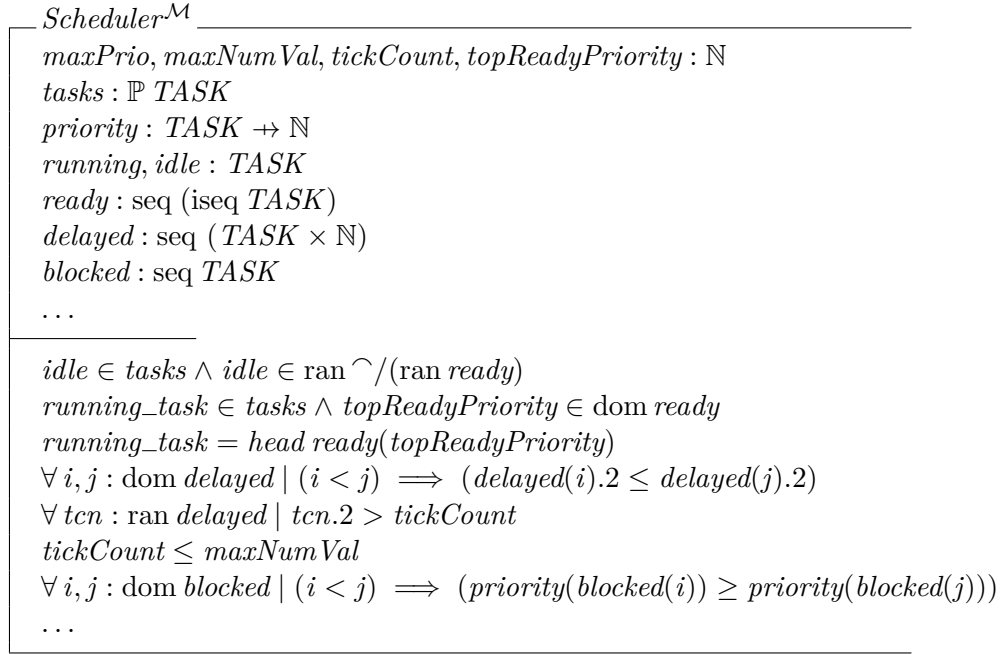 Scheduler^ℳ
maxPrio, maxNumVal, tickCount, topReadyPriority : ℕ
tasks : ℙ TASK
priority : TASK ⇸ ℕ
running, idle : TASK
ready : seq (iseq TASK)
delayed : seq (TASK × ℕ)
blocked : seq TASK
. . .
idle ∈ tasks ∧ idle ∈ ran ⌢/(ran ready)
running_task ∈ tasks ∧ topReadyPriority ∈ dom ready
running_task = head ready(topReadyPriority)
∀ i, j : dom delayed | (i < j) ⟹ (delayed(i).2 ≤ delayed(j).2)
∀ tcn : ran delayed | tcn.2 > tickCount
tickCount ≤ maxNumVal
∀ i, j : dom blocked | (i < j) ⟹ (priority(blocked(i)) ≥ priority(blocked(j)))
. . .